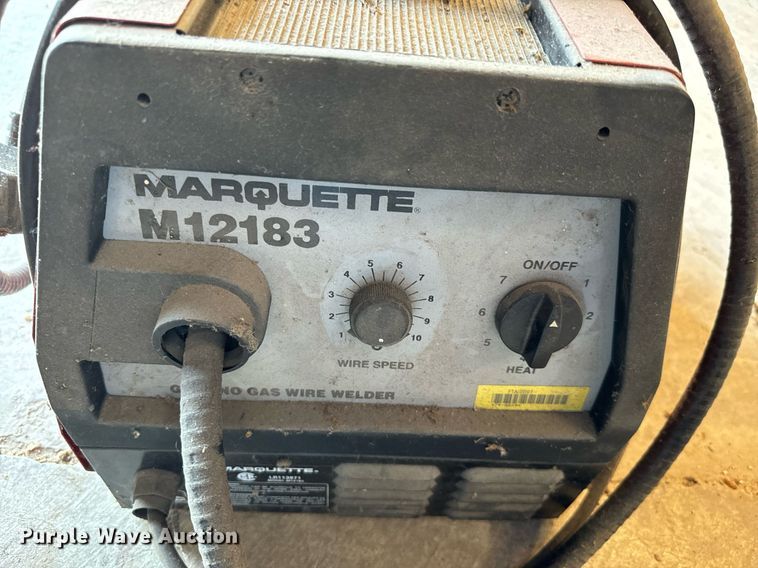 MARQUETTE®
M12183
ON/OFF
7 1
6 2
5
HEAT
1 2 3 4 5 6 7 8 9 10
WIRE SPEED
NO GAS WIRE WELDER
MARQUETTE®
Purple Wave Auction